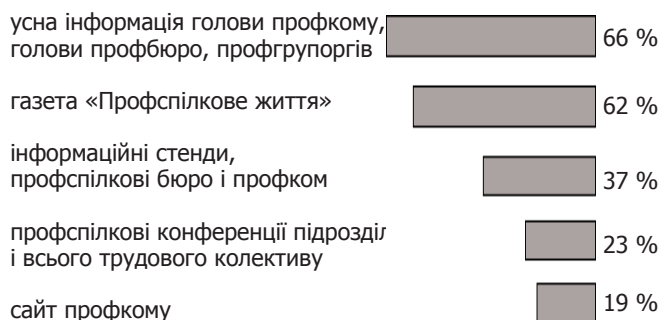 усна інформація голови профкому,
голови профбюро, профгрупоргів
66 %
газета «Профспілкове життя»
62 %
інформаційні стенди,
профспілкові бюро і профком
37 %
профспілкові конференції підрозділ
і всього трудового колективу
23 %
сайт профкому
19 %